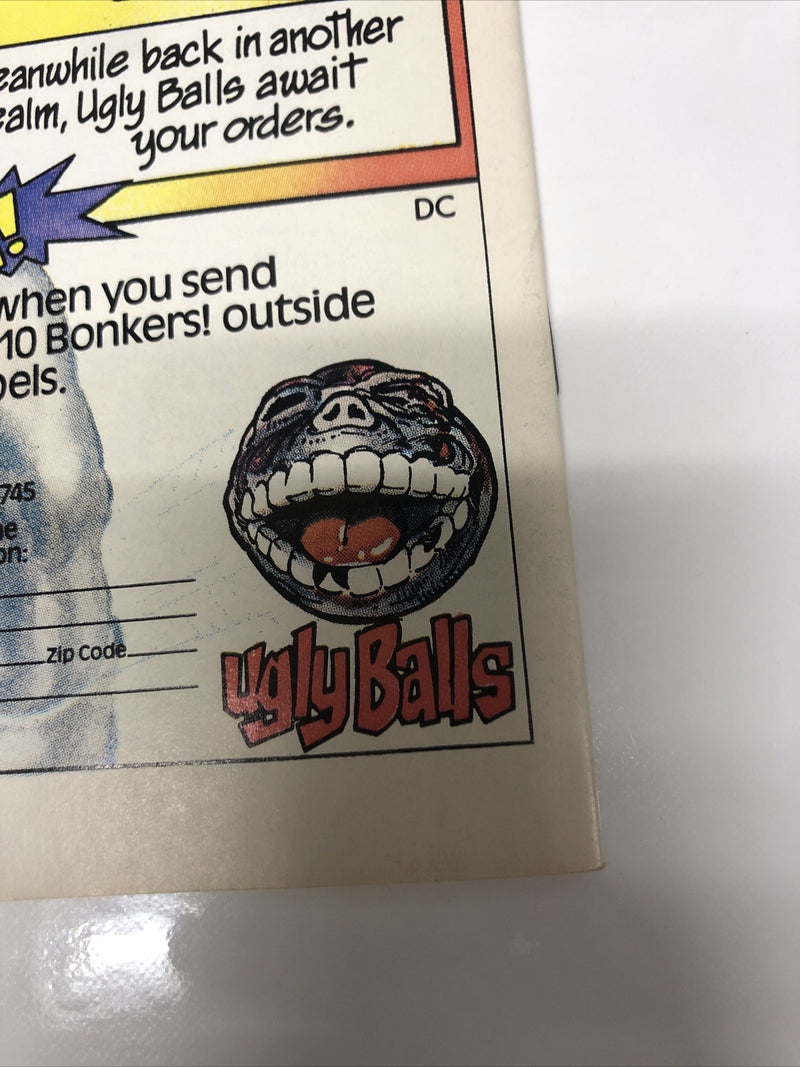 eanwhile back in another
ealm, Ugly Balls await
your orders.
!
DC
when you send
10 Bonkers! outside
bels.
745
e
on:
Zip Code
Ugly Balls